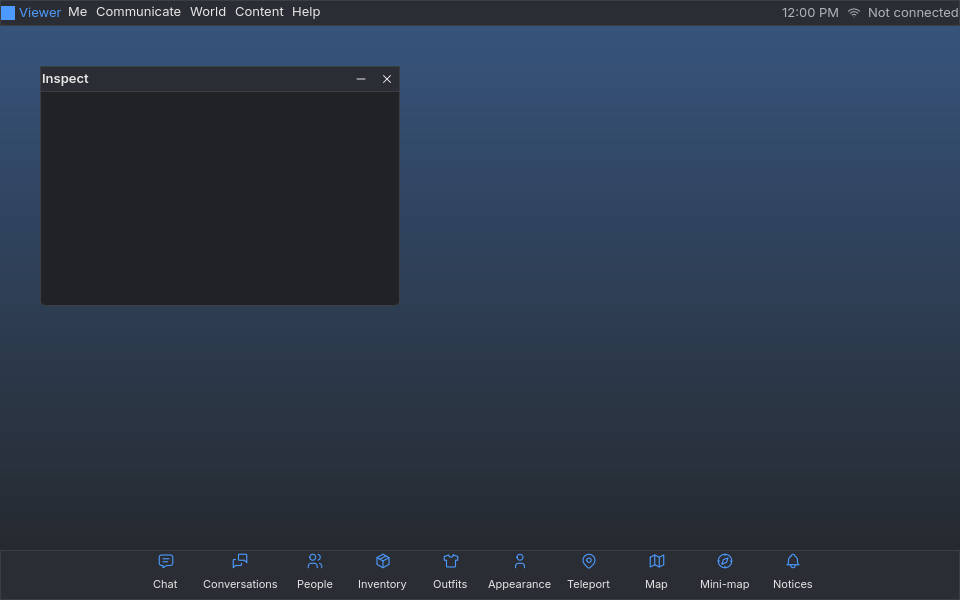 Viewer Me Communicate World Content Help 12:00 PM Not connected
Inspect
Chat Conversations People Inventory Outfits Appearance Teleport Map Mini-map Notices